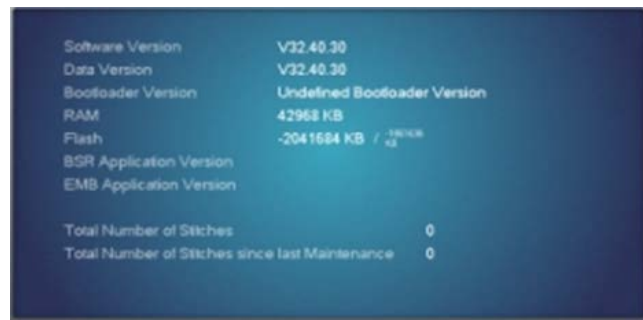 Software Version V32.40.30
Data Version V32.40.30
Bootloader Version Undefined Bootloader Version
RAM 42968 KB
Flash -2041684 KB / KB
BSR Application Version
EMB Application Version
Total Number of Stitches 0
Total Number of Stitches since last Maintenance 0